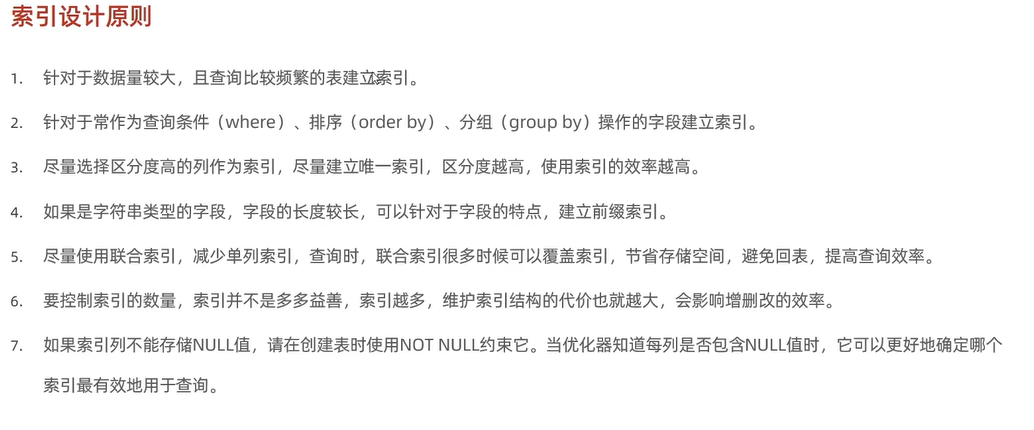 索引设计原则
1. 针对于数据量较大，且查询比较频繁的表建立索引。
2. 针对于常作为查询条件（where）、排序（order by）、分组（group by）操作的字段建立索引。
3. 尽量选择区分度高的列作为索引，尽量建立唯一索引，区分度越高，使用索引的效率越高。
4. 如果是字符串类型的字段，字段的长度较长，可以针对于字段的特点，建立前缀索引。
5. 尽量使用联合索引，减少单列索引，查询时，联合索引很多时候可以覆盖索引，节省存储空间，避免回表，提高查询效率。
6. 要控制索引的数量，索引并不是多多益善，索引越多，维护索引结构的代价也就越大，会影响增删改的效率。
7. 如果索引列不能存储NULL值，请在创建表时使用NOT NULL约束它。当优化器知道每列是否包含NULL值时，它可以更好地确定哪个
索引最有效地用于查询。